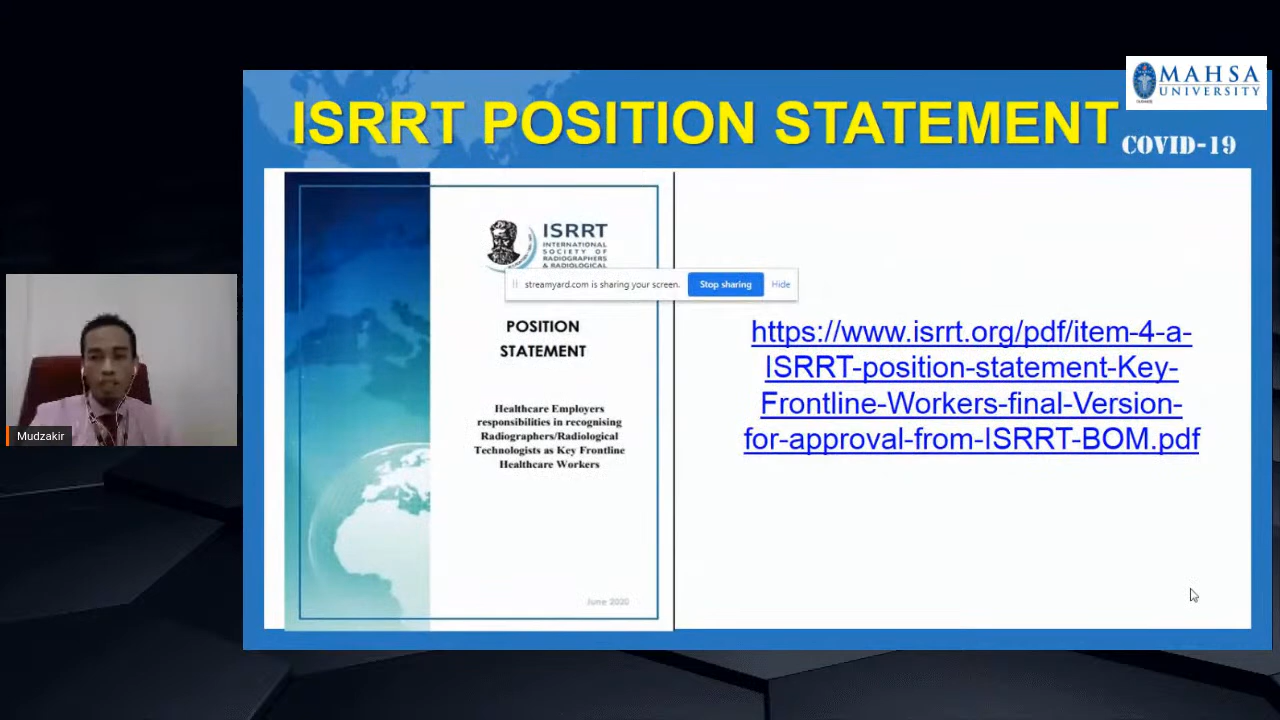 MAHSA
UNIVERSITY
ISRRT POSITION STATEMENT
COVID-19
ISRRT
INTERNATIONAL
SOCIETY OF
RADIOGRAPHERS
& RADIOLOGICAL
streamyard.com is sharing your screen.
Stop sharing
Hide
POSITION
STATEMENT
Healthcare Employers
responsibilities in recognising
Radiographers/Radiological
Technologists as Key Frontline
Healthcare Workers
June 2020
https://www.isrrt.org/pdf/item-4-a-
ISRRT-position-statement-Key-
Frontline-Workers-final-Version-
for-approval-from-ISRRT-BOM.pdf
Mudzakir